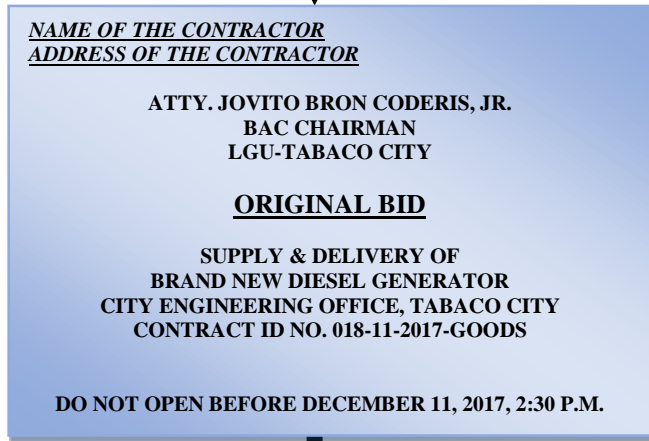 NAME OF THE CONTRACTOR
ADDRESS OF THE CONTRACTOR
ATTY. JOVITO BRON CODERIS, JR.
BAC CHAIRMAN
LGU-TABACO CITY
ORIGINAL BID
SUPPLY & DELIVERY OF
BRAND NEW DIESEL GENERATOR
CITY ENGINEERING OFFICE, TABACO CITY
CONTRACT ID NO. 018-11-2017-GOODS
DO NOT OPEN BEFORE DECEMBER 11, 2017, 2:30 P.M.